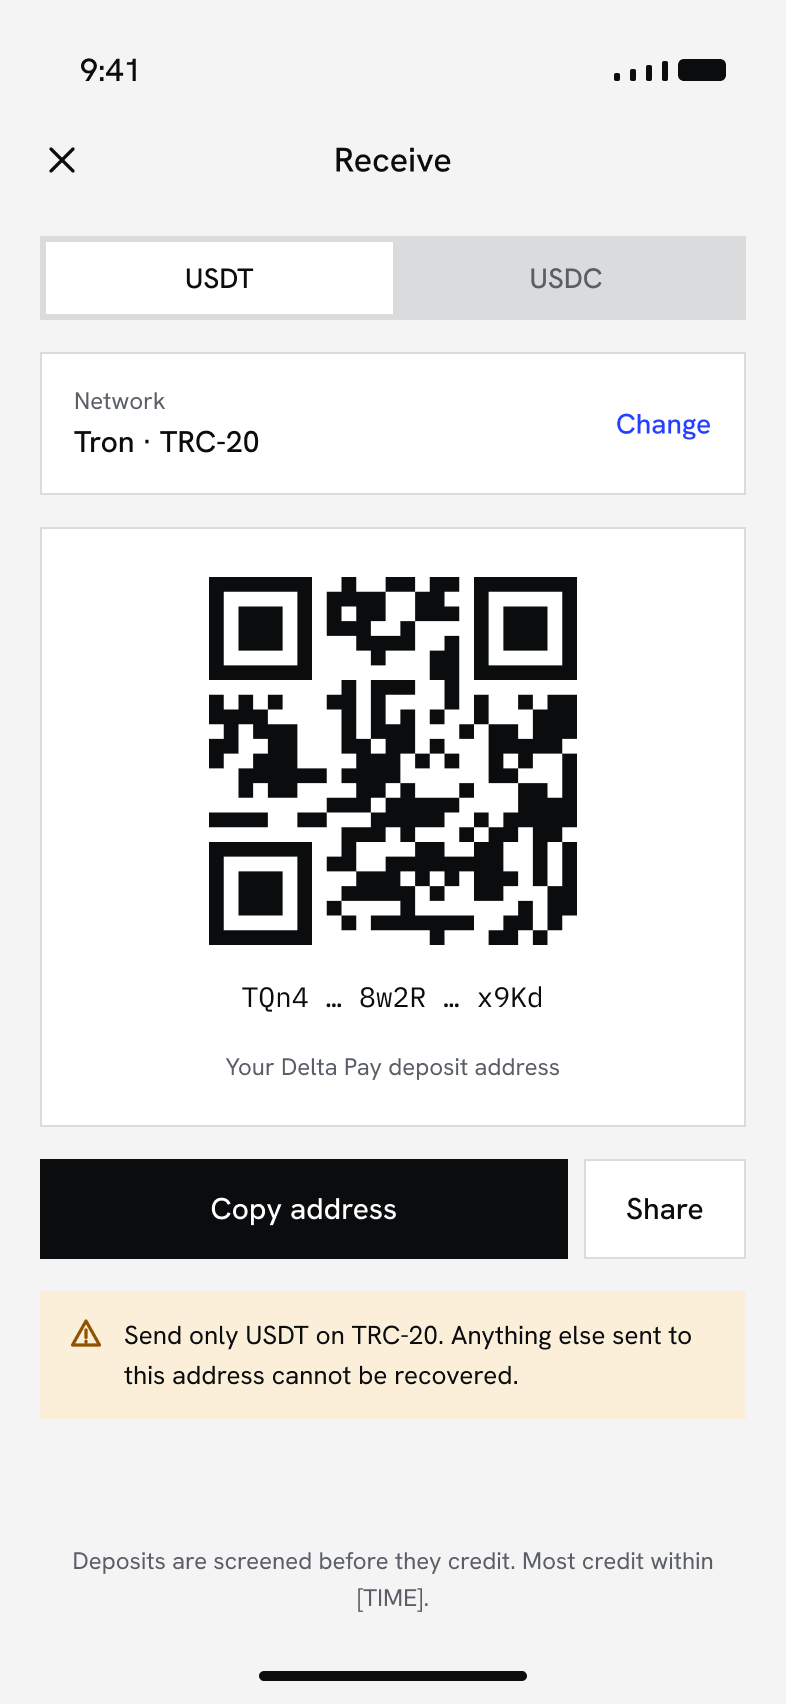 9:41
Receive
USDT
USDC
Network
Tron · TRC-20
Change
TQn4 … 8w2R … x9Kd
Your Delta Pay deposit address
Copy address
Share
Send only USDT on TRC-20. Anything else sent to
this address cannot be recovered.
Deposits are screened before they credit. Most credit within
[TIME].